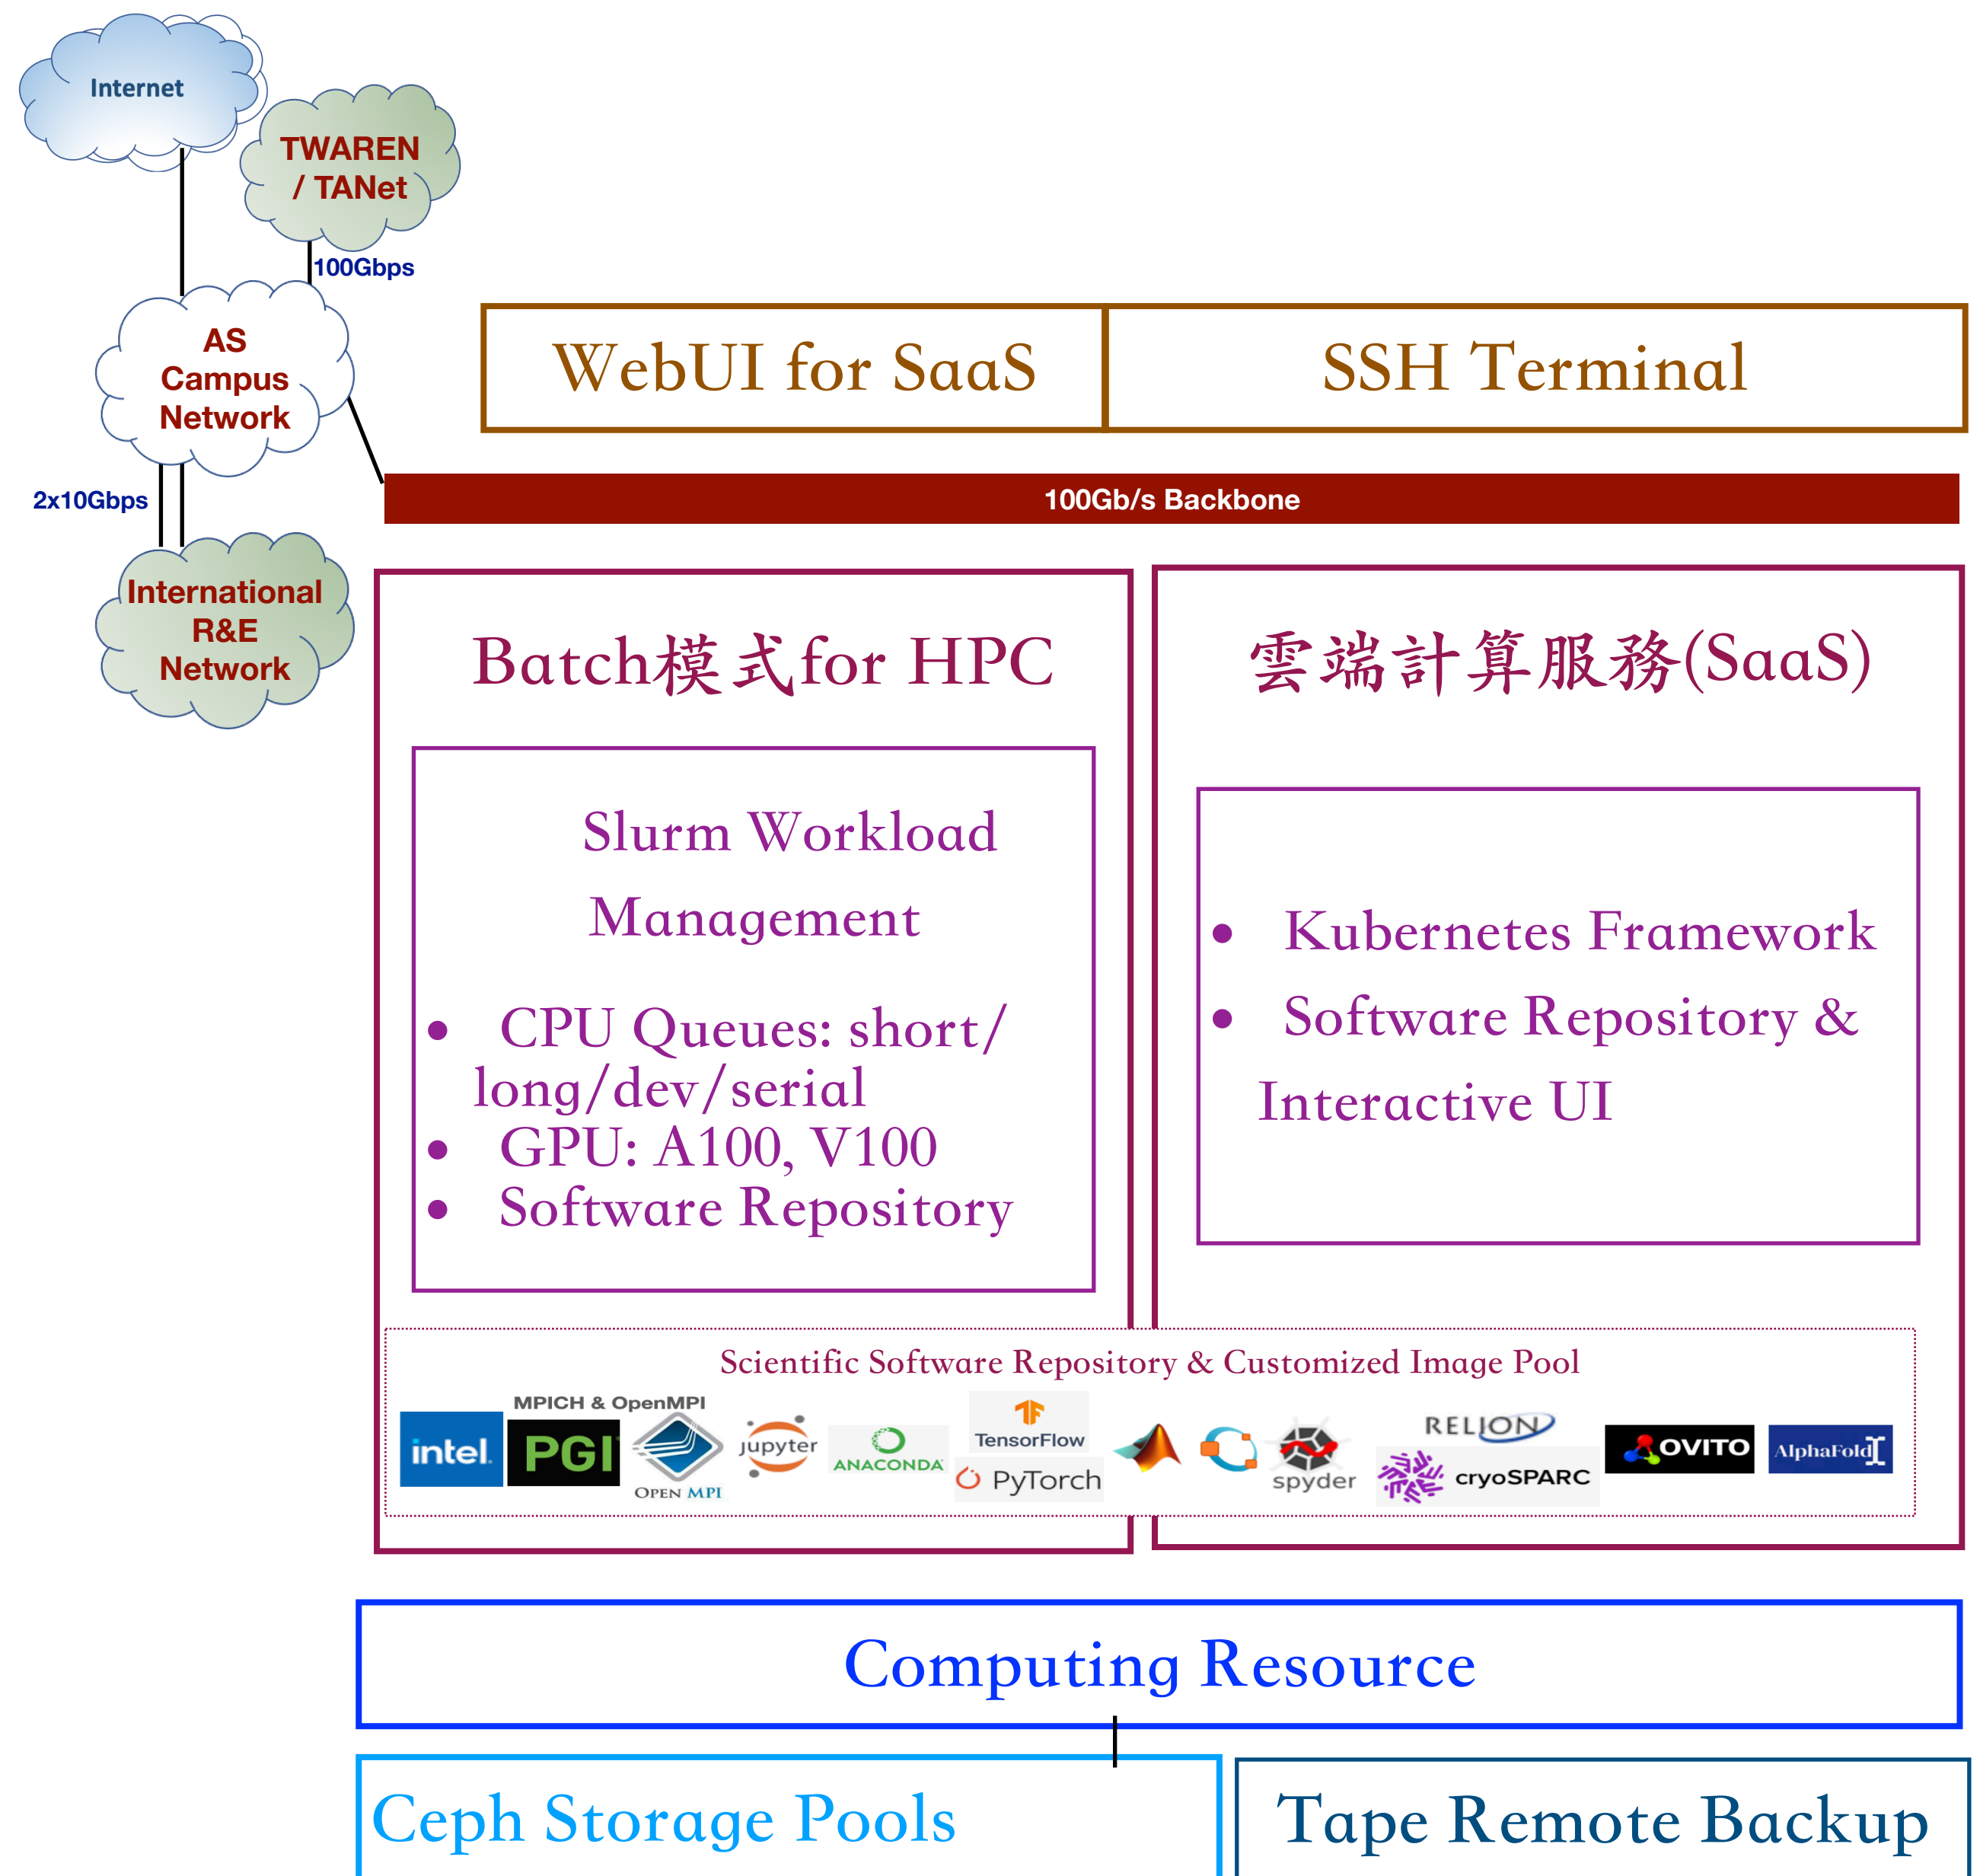 Internet
TWAREN
/ TANet
100Gbps
AS
Campus
Network
2x10Gbps
International
R&E
Network
WebUI for SaaS
SSH Terminal
100Gb/s Backbone
Batch模式for HPC
Slurm Workload
Management
• CPU Queues: short/
long/dev/serial
• GPU: A100, V100
• Software Repository
雲端計算服務(SaaS)
• Kubernetes Framework
• Software Repository &
Interactive UI
Scientific Software Repository & Customized Image Pool
MPICH & OpenMPI
intel.
PGI
OPEN MPI
jupyter
ANACONDA
TensorFlow
PyTorch
spyder
RELION
cryoSPARC
OVITO
AlphaFold
Computing Resource
Ceph Storage Pools
Tape Remote Backup